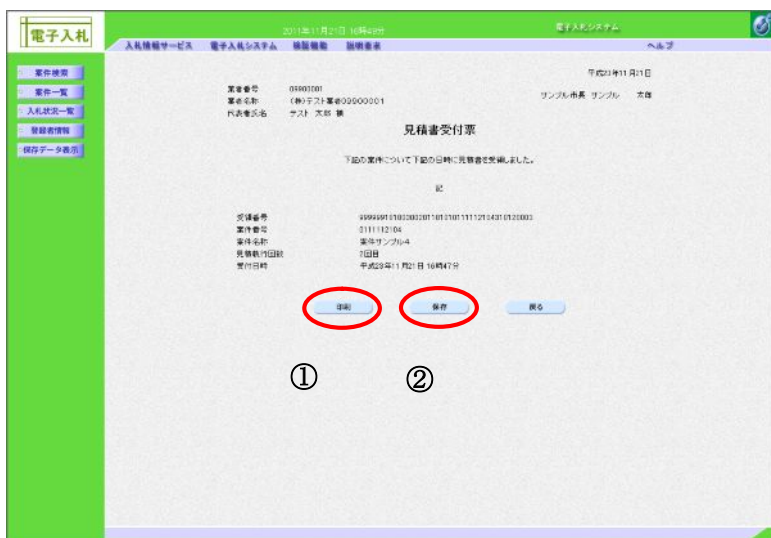 電子入札
2011年11月21日 16時49分
電子入札システム
入札情報サービス 電子入札システム 検証機能 説明要求 ヘルプ
案件検索
案件一覧
入札状況一覧
登録者情報
保存データ表示
平成23年11月21日
業者番号 09900001
業者名称 (株)テスト業者09900001
代表者氏名 テスト 太郎 様
サンプル市長 サンプル 太郎
見積書受付票
下記の案件について下記の日時に見積書を受領しました。
記
受領番号
案件番号 0111112104
案件名称 案件サンプル4
見積執行回数
受付日時 平成23年11月21日 16時47分
印刷 保存 戻る
① ②